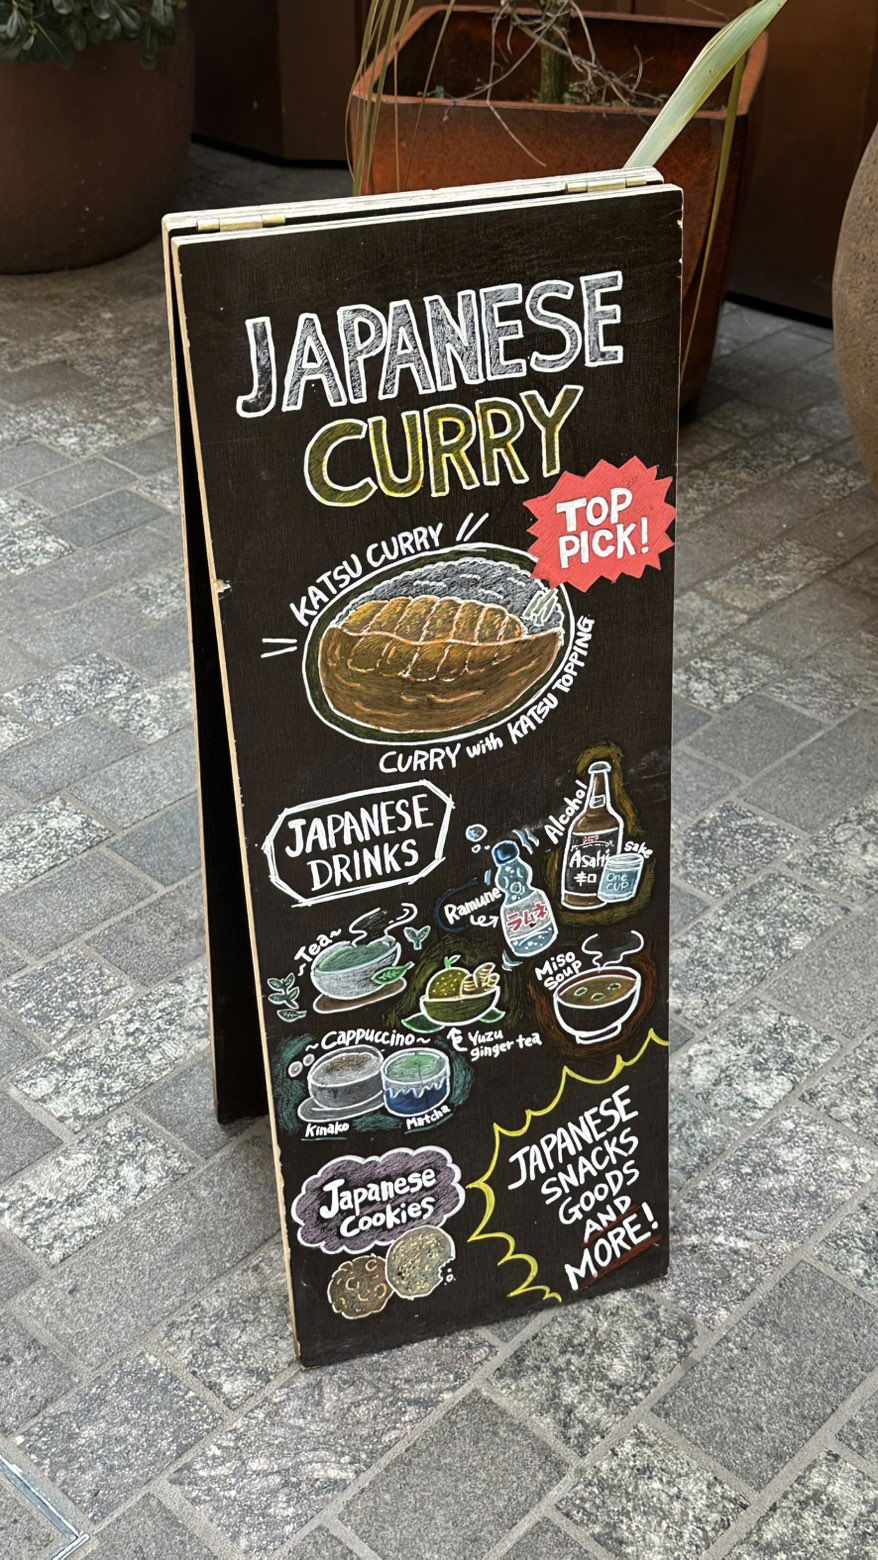 JAPANESE
CURRY
TOP
PICK!
KATSU CURRY
CURRY with KATSU TOPPING
JAPANESE
DRINKS
Alcohol
Asahi
辛口
sake
One
CUP
Ramune
ラムネ
~Tea~
Miso
Soup
Yuzu
ginger tea
~Cappuccino~
Kinako
Matcha
Japanese
Cookies
JAPANESE
SNACKS
GOODS
AND
MORE!